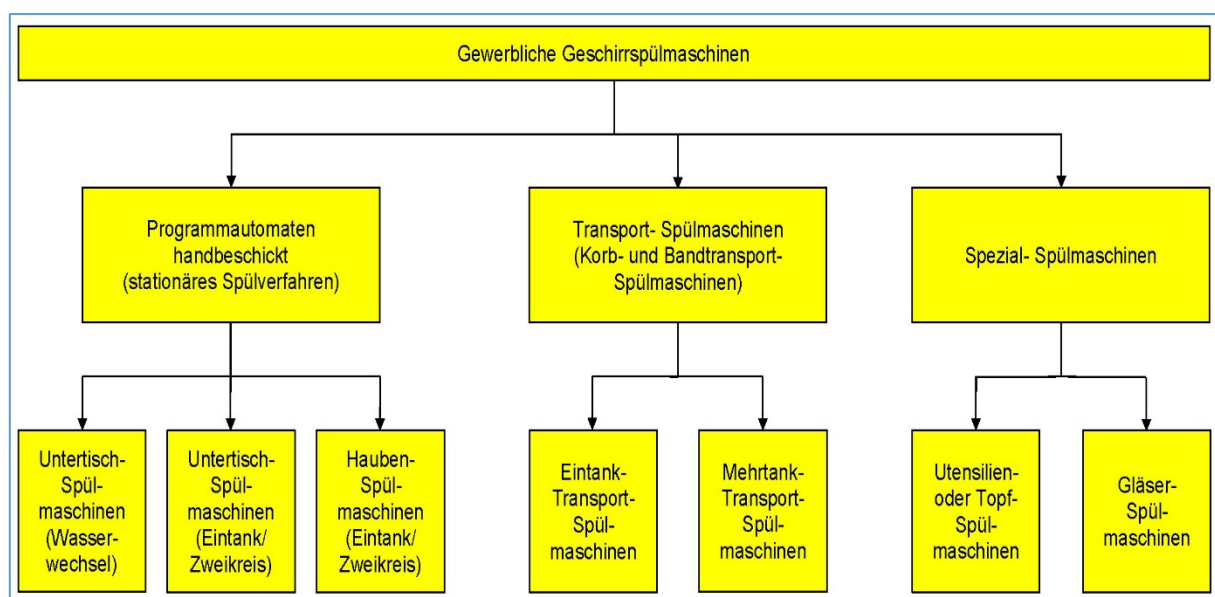 Gewerbliche Geschirrspülmaschinen
Programmautomaten
handbeschickt
(stationäres Spülverfahren)
Transport- Spülmaschinen
(Korb- und Bandtransport-
Spülmaschinen)
Spezial- Spülmaschinen
Untertisch-
Spül-
maschinen
(Wasser-
wechsel)
Untertisch-
Spül-
maschinen
(Eintank/
Zweikreis)
Hauben-
Spül-
maschinen
(Eintank/
Zweikreis)
Eintank-
Transport-
Spül-
maschinen
Mehrtank-
Transport-
Spül-
maschinen
Utensilien-
oder Topf-
Spül-
maschinen
Gläser-
Spül-
maschinen